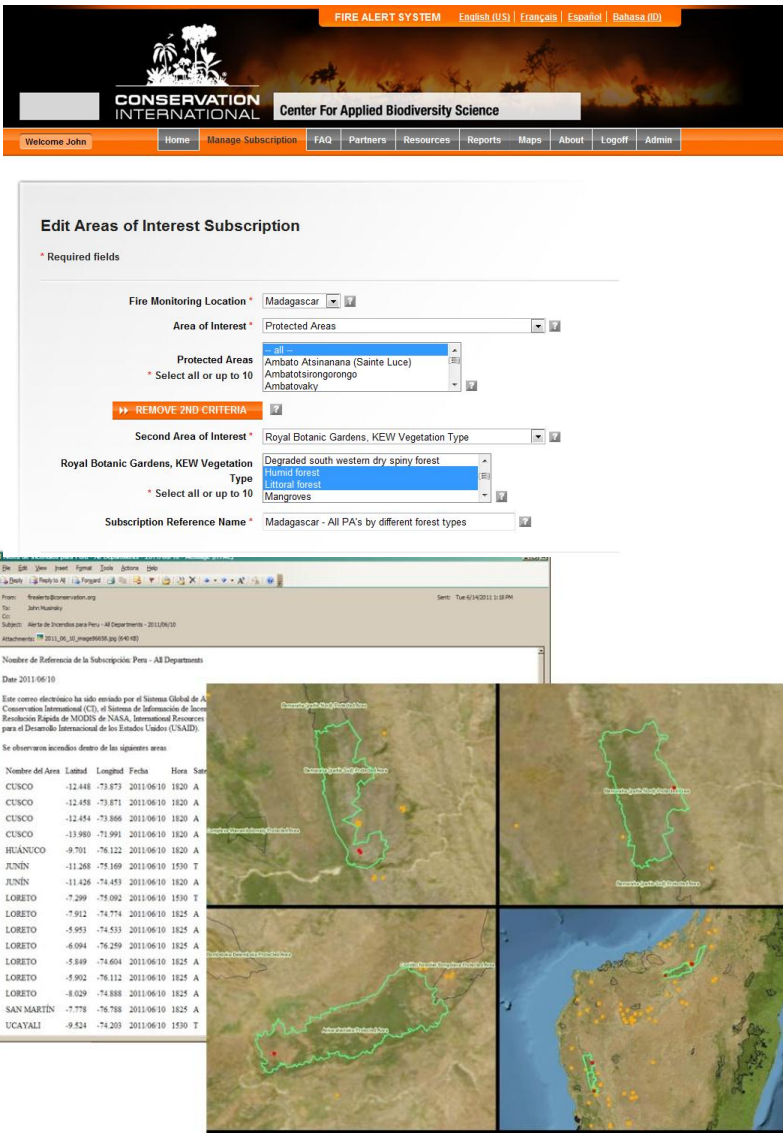 FIRE ALERT SYSTEM English (US) | Français | Español | Bahasa (ID)
CONSERVATION
INTERNATIONAL
Center For Applied Biodiversity Science
Welcome John
Home Manage Subscription FAQ Partners Resources Reports Maps About Logoff Admin
Edit Areas of Interest Subscription
* Required fields
Fire Monitoring Location * Madagascar ?
Area of Interest * Protected Areas ?
Protected Areas
* Select all or up to 10
-- all --
Ambato Atsinanana (Sainte Luce)
Ambatotsirongorongo
Ambatovaky
?
REMOVE 2ND CRITERIA ?
Second Area of Interest * Royal Botanic Gardens, KEW Vegetation Type ?
Royal Botanic Gardens, KEW Vegetation
Type
* Select all or up to 10
Degraded south western dry spiny forest
Humid forest
Littoral forest
Mangroves
?
Subscription Reference Name * Madagascar - All PA's by different forest types ?
File Edit View Insert Format Tools Actions Help
Reply Reply to All Forward
From: firealerts@conservation.org Sent: Tue 6/14/2011 1:18 PM
To: John Musinsky
Cc:
Subject: Alerta de Incendios para Peru - All Departments - 2011/06/10
Attachments: 2011_06_10_image86658.jpg (640 KB)
Nombre de Referencia de la Subscripción: Peru - All Departments
Date 2011/06/10
Este correo electrónico ha sido enviado por el Sistema Global de A
Conservation International (CI), el Sistema de Información de Incen
Resolución Rápida de MODIS de NASA, International Resources
para el Desarrollo Internacional de los Estados Unidos (USAID).
Se observaron incendios dentro de las siguientes areas
Nombre del Area Latitud Longitud Fecha Hora Sate
CUSCO -12.448 -73.873 2011/06/10 1820 A
CUSCO -12.458 -73.871 2011/06/10 1820 A
CUSCO -12.454 -73.866 2011/06/10 1820 A
CUSCO -13.980 -71.991 2011/06/10 1820 A
HUÁNUCO -9.701 -76.122 2011/06/10 1820 A
JUNÍN -11.268 -75.169 2011/06/10 1530 T
JUNÍN -11.426 -74.453 2011/06/10 1820 A
LORETO -7.299 -75.092 2011/06/10 1530 T
LORETO -7.912 -74.774 2011/06/10 1825 A
LORETO -5.953 -74.533 2011/06/10 1825 A
LORETO -6.094 -76.259 2011/06/10 1825 A
LORETO -5.849 -74.604 2011/06/10 1825 A
LORETO -5.902 -76.112 2011/06/10 1825 A
LORETO -8.029 -74.888 2011/06/10 1825 A
SAN MARTÍN -7.778 -76.788 2011/06/10 1825 A
UCAYALI -9.524 -74.203 2011/06/10 1530 T
Protected Area
Protected Area
Protected Area
Protected Area